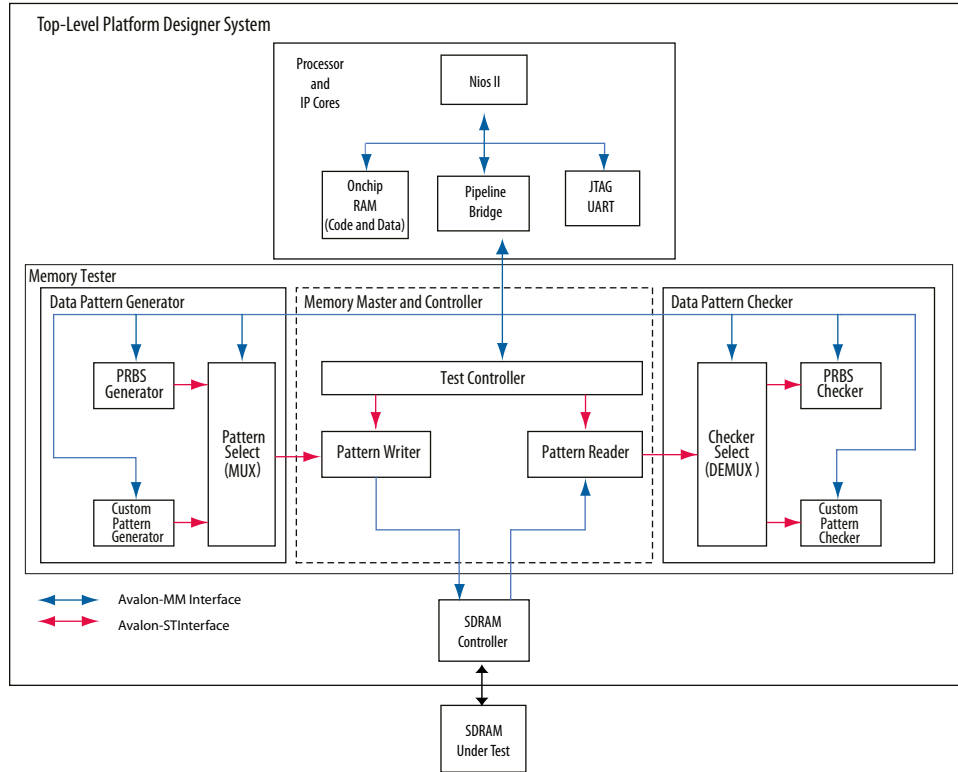 Top-Level Platform Designer System
Processor
and
IP Cores
Nios II
Onchip
RAM
(Code and Data)
Pipeline
Bridge
JTAG
UART
Memory Tester
Data Pattern Generator
Memory Master and Controller
Data Pattern Checker
PRBS
Generator
Pattern
Select
(MUX)
Custom
Pattern
Generator
Test Controller
Pattern Writer
Pattern Reader
Checker
Select
(DEMUX )
PRBS
Checker
Custom
Pattern
Checker
Avalon-MM Interface
Avalon-STInterface
SDRAM
Controller
SDRAM
Under Test